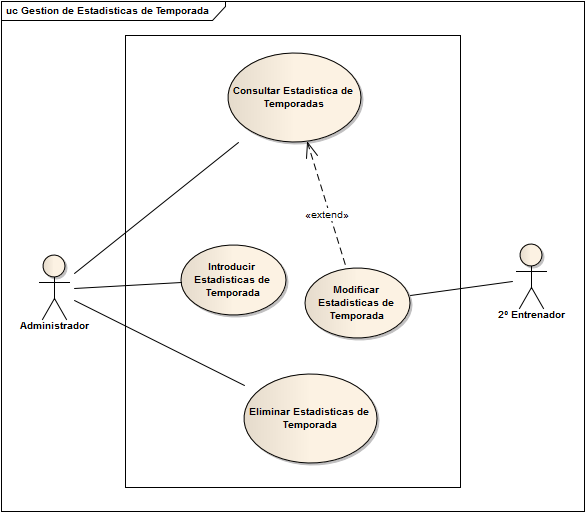 uc Gestion de Estadisticas de Temporada
Consultar Estadistica de
Temporadas
«extend»
Introducir
Estadisticas de
Temporada
Modificar
Estadisticas de
Temporada
Administrador
2º Entrenador
Eliminar Estadisticas de
Temporada